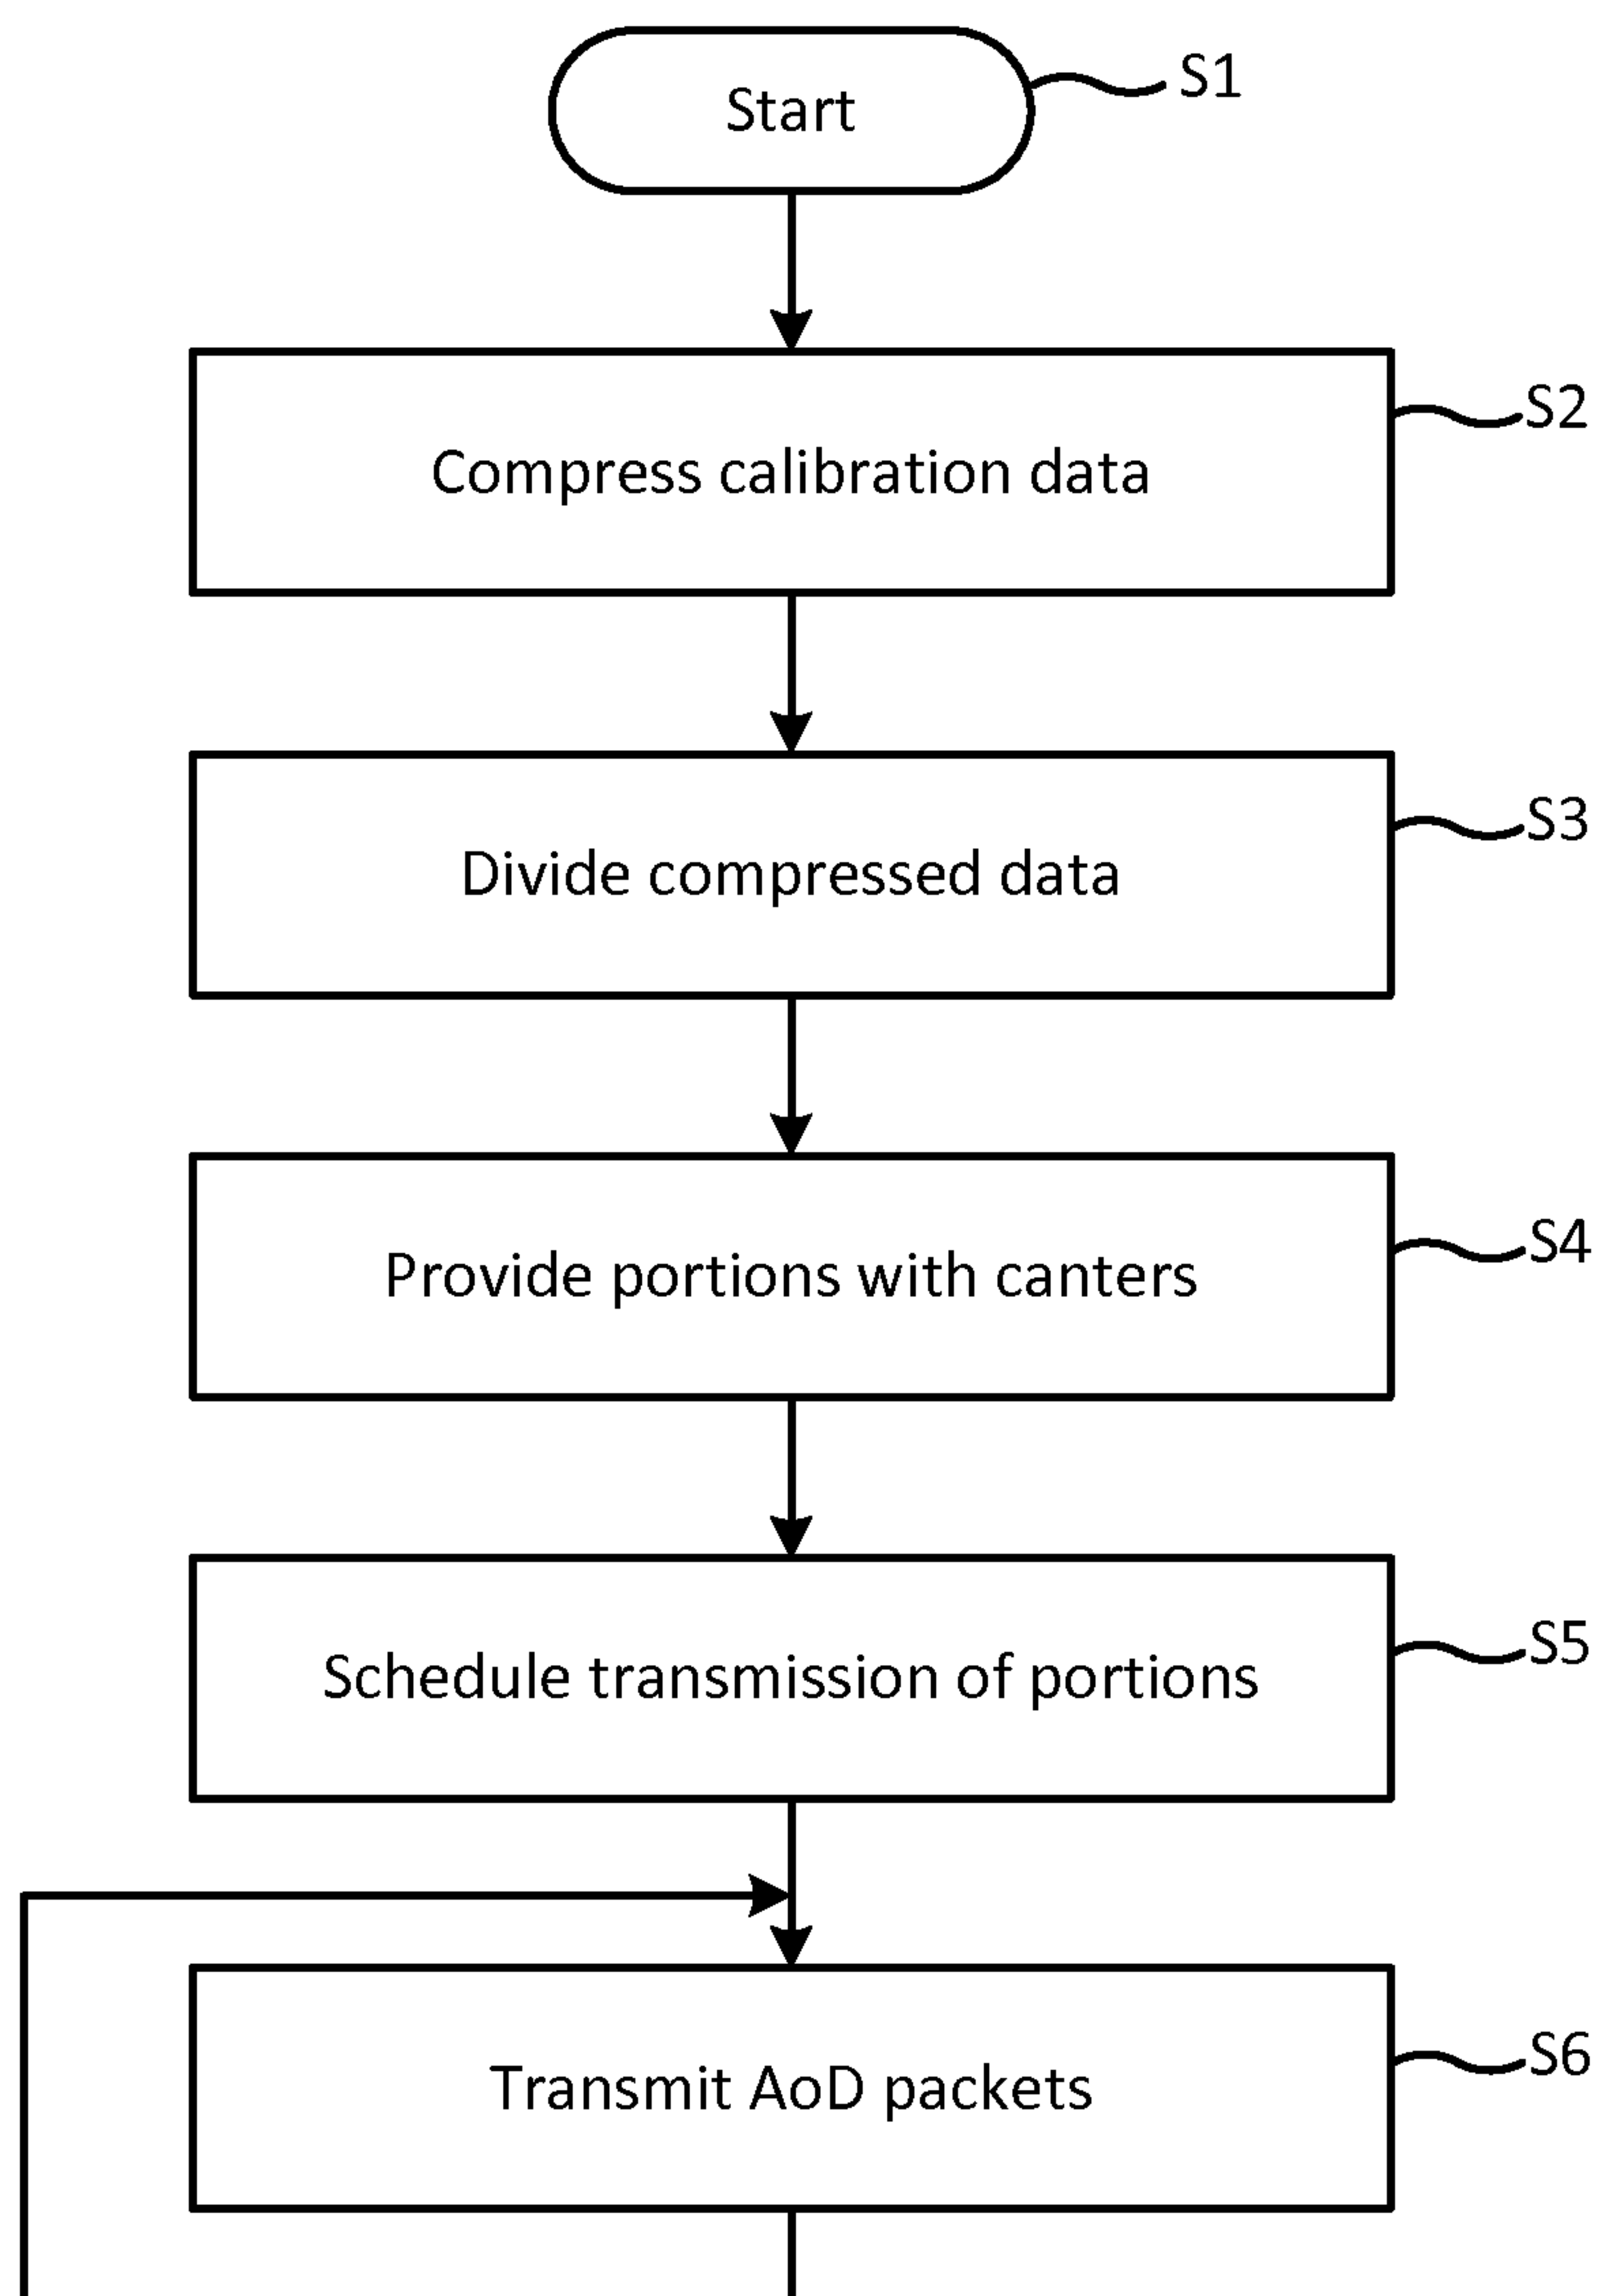 Start
S1
Compress calibration data
S2
Divide compressed data
S3
Provide portions with canters
S4
Schedule transmission of portions
S5
Transmit AoD packets
S6